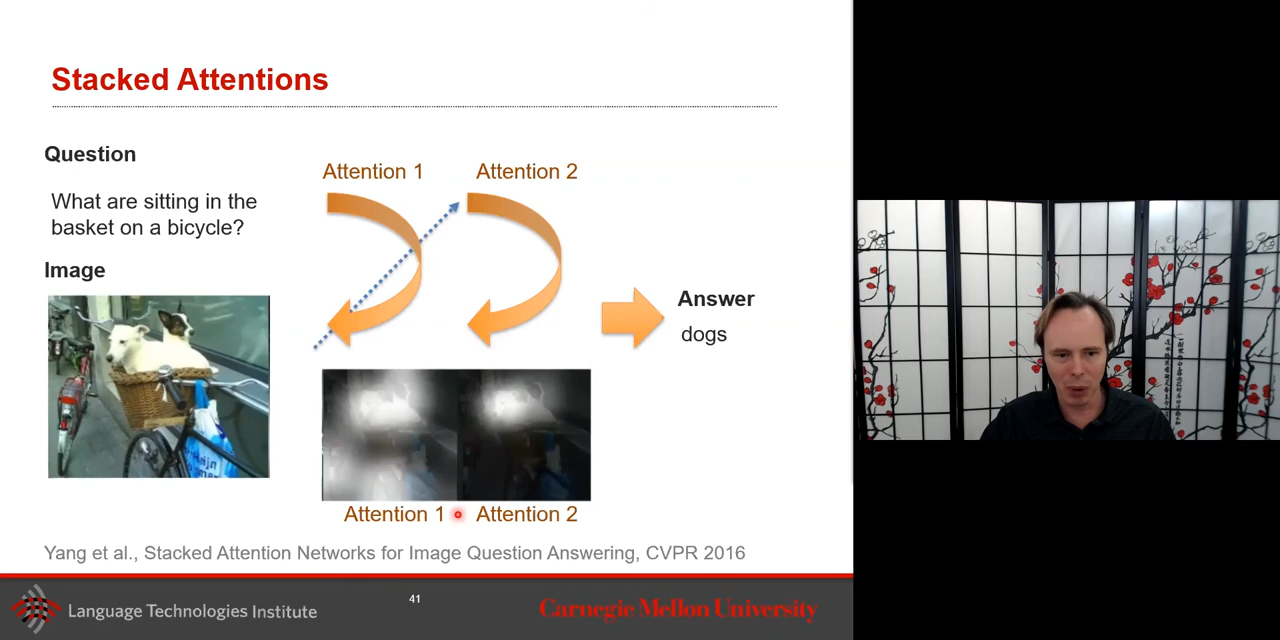 Stacked Attentions
Question
What are sitting in the
basket on a bicycle?
Image
Attention 1
Attention 2
Answer
dogs
Attention 1
Attention 2
Yang et al., Stacked Attention Networks for Image Question Answering, CVPR 2016
Language Technologies Institute
41
Carnegie Mellon University